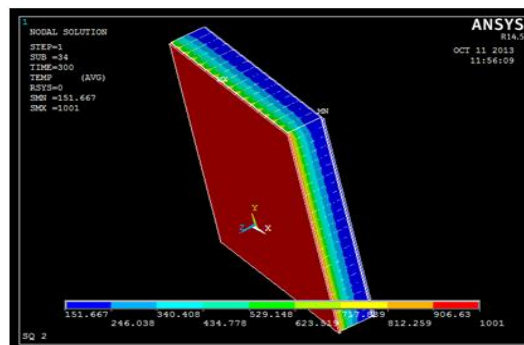 1
NODAL SOLUTION
STEP=1
SUB =34
TIME=300
TEMP (AVG)
RSYS=0
SMN =151.667
SMX =1001
ANSYS
R14.5
OCT 11 2013
11:56:09
MN
Y
Z X
151.667 340.408 529.148 717.889 906.63
246.038 434.778 623.519 812.259 1001
SQ 2